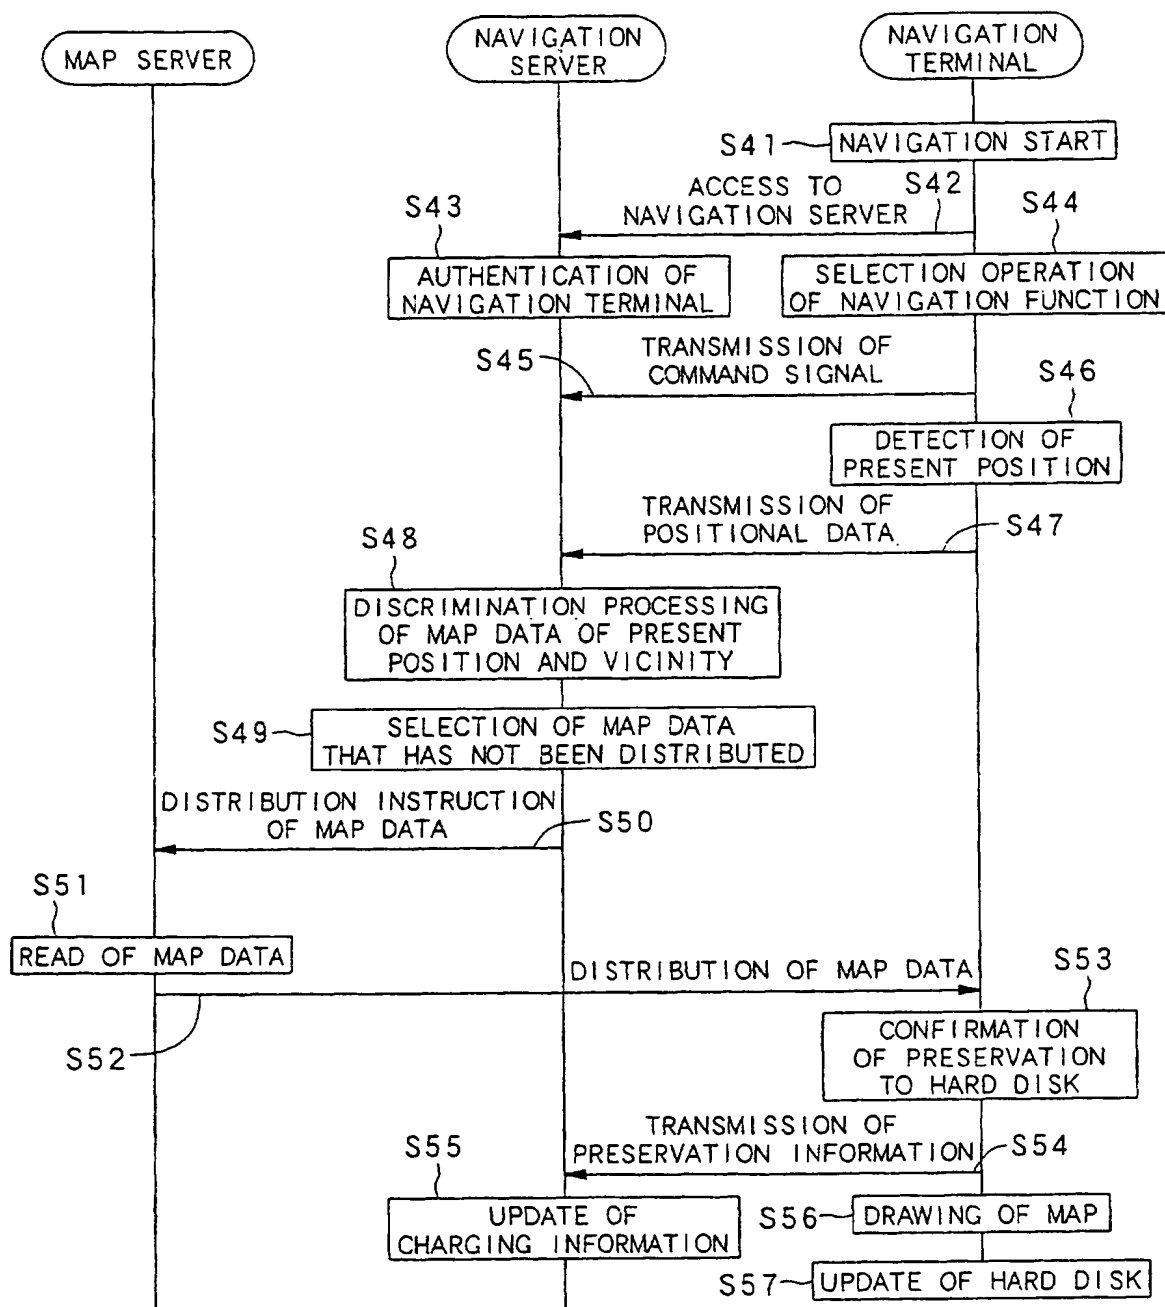 MAP SERVER
NAVIGATION
SERVER
NAVIGATION
TERMINAL
S41
NAVIGATION START
ACCESS TO
NAVIGATION SERVER
S42
S43
S44
AUTHENTICATION OF
NAVIGATION TERMINAL
SELECTION OPERATION
OF NAVIGATION FUNCTION
TRANSMISSION OF
COMMAND SIGNAL
S45
S46
DETECTION OF
PRESENT POSITION
TRANSMISSION OF
POSITIONAL DATA
S47
S48
DISCRIMINATION PROCESSING
OF MAP DATA OF PRESENT
POSITION AND VICINITY
S49
SELECTION OF MAP DATA
THAT HAS NOT BEEN DISTRIBUTED
DISTRIBUTION INSTRUCTION
OF MAP DATA
S50
S51
READ OF MAP DATA
DISTRIBUTION OF MAP DATA
S52
S53
CONFIRMATION
OF PRESERVATION
TO HARD DISK
TRANSMISSION OF
PRESERVATION INFORMATION
S54
S55
UPDATE OF
CHARGING INFORMATION
S56
DRAWING OF MAP
S57
UPDATE OF HARD DISK